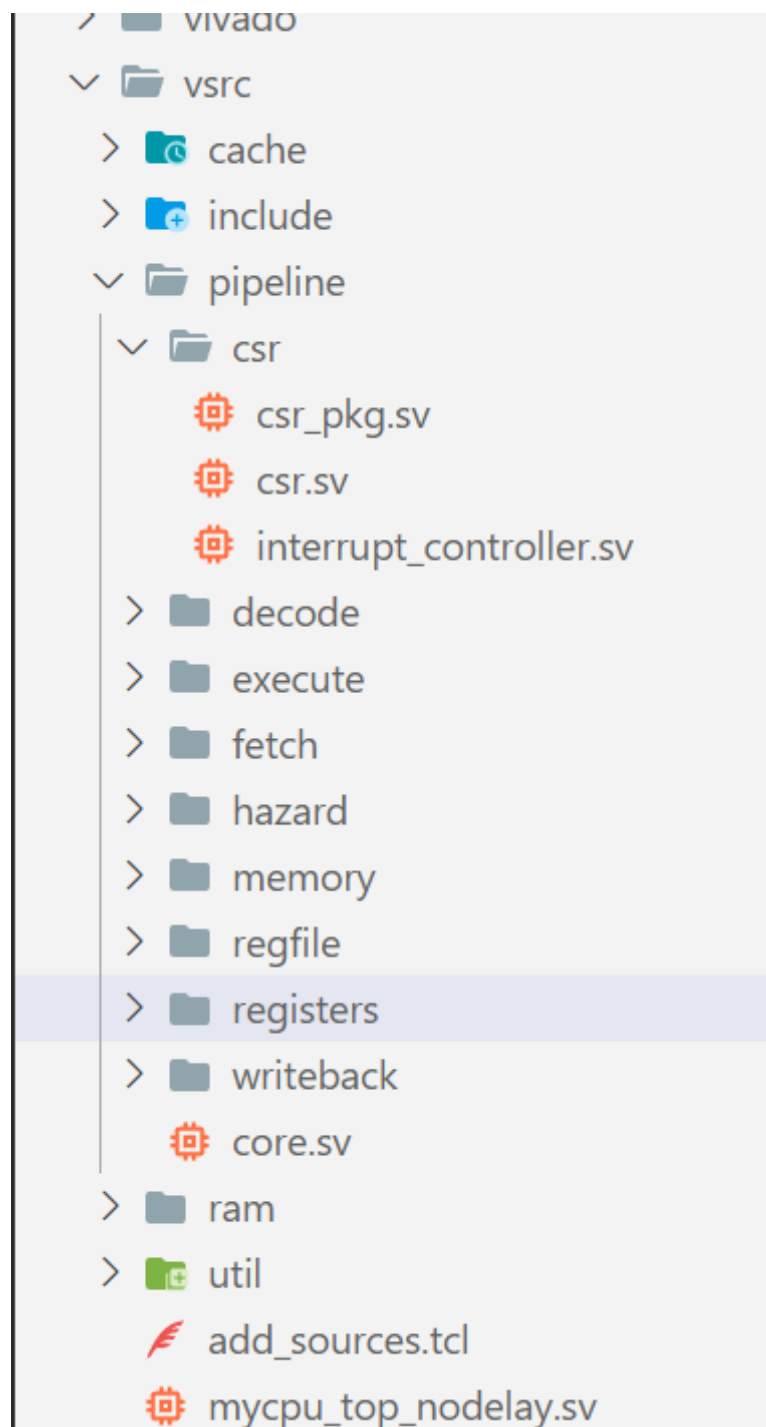 vivado
vsrc
cache
include
pipeline
csr
csr_pkg.sv
csr.sv
interrupt_controller.sv
decode
execute
fetch
hazard
memory
regfile
registers
writeback
core.sv
ram
util
add_sources.tcl
mycpu_top_nodelay.sv